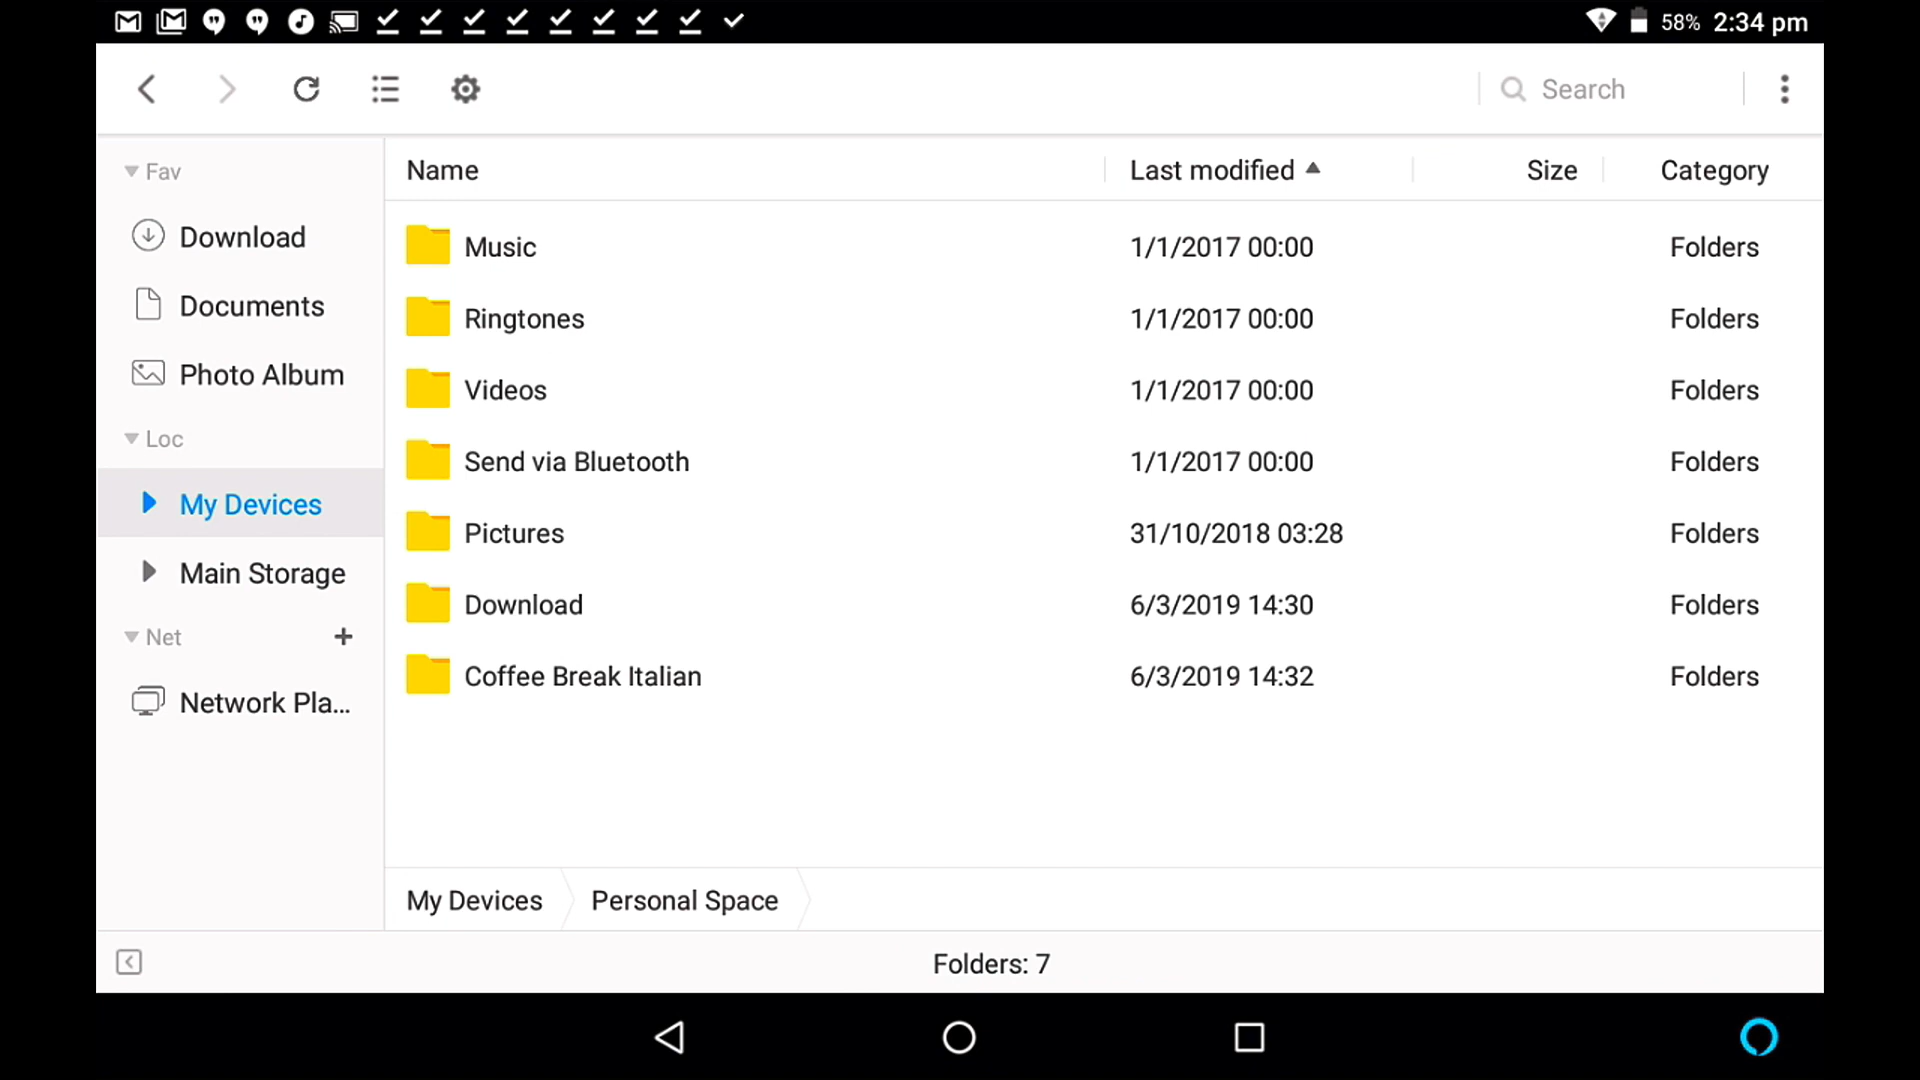 58% 2:34 pm
Search
Fav
Download
Documents
Photo Album
Loc
My Devices
Main Storage
Net +
Network Pla...
Name Last modified Size Category
Music 1/1/2017 00:00 Folders
Ringtones 1/1/2017 00:00 Folders
Videos 1/1/2017 00:00 Folders
Send via Bluetooth 1/1/2017 00:00 Folders
Pictures 31/10/2018 03:28 Folders
Download 6/3/2019 14:30 Folders
Coffee Break Italian 6/3/2019 14:32 Folders
My Devices Personal Space
Folders: 7